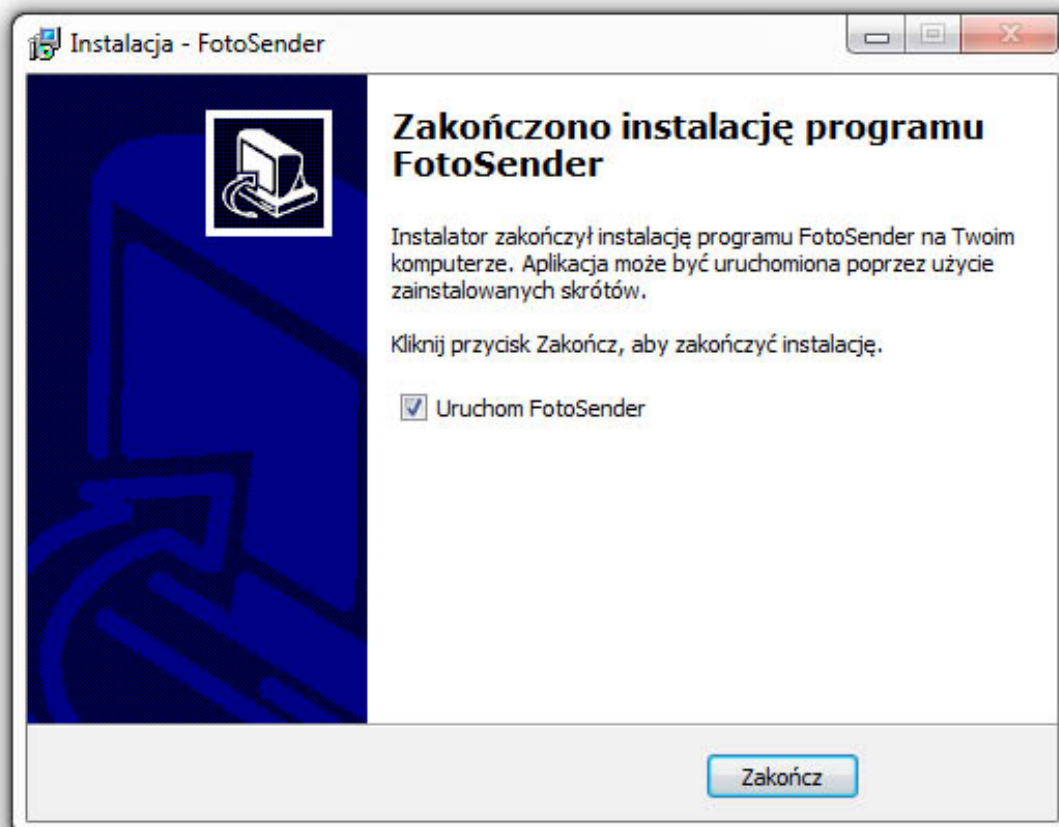 Instalacja - FotoSender
Zakończono instalację programu
FotoSender
Instalator zakończył instalację programu FotoSender na Twoim
komputerze. Aplikacja może być uruchomiona poprzez użycie
zainstalowanych skrótów.
Kliknij przycisk Zakończ, aby zakończyć instalację.
Uruchom FotoSender
Zakończ